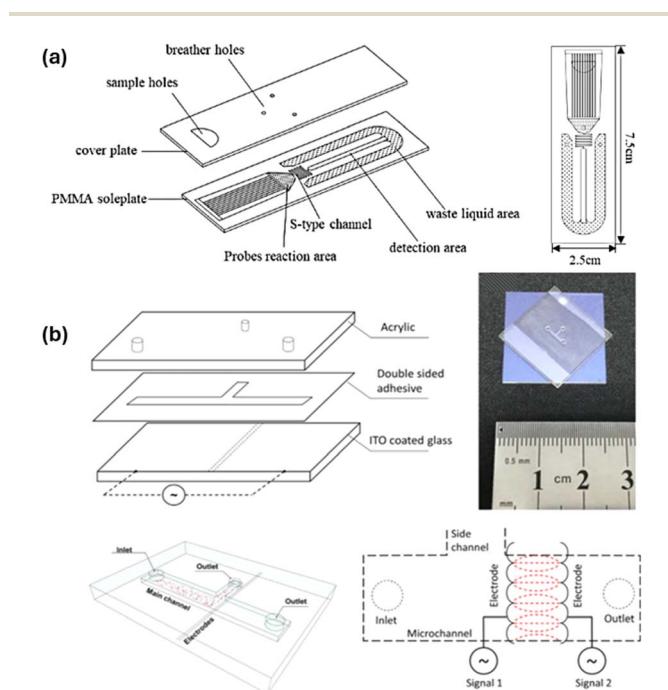 (a)
breather holes
sample holes
cover plate
PMMA soleplate
S-type channel
Probes reaction area
waste liquid area
detection area
7.5cm
2.5cm
(b)
Acrylic
Double sided
adhesive
ITO coated glass
~
0.5 mm
1 cm 2 3
mm
Inlet
Outlet
Outlet
Main channel
Electrodes
Side
channel
Electrode
Electrode
Inlet
Outlet
Microchannel
~
~
Signal 1
Signal 2